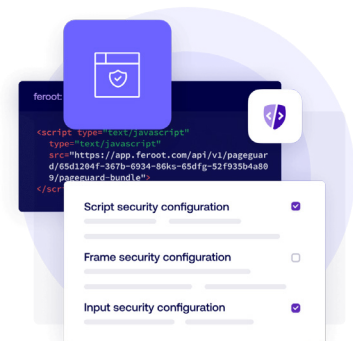 feroot:
<script type="text/javascript"
type="text/javascript"
src="https://app.feroot.com/api/v1/pageguar
d/65d1204f-367b-6934-86ks-65dfg-52f935b4a80
9/pageguard-bundle">
</scr
Script security configuration
Frame security configuration
Input security configuration